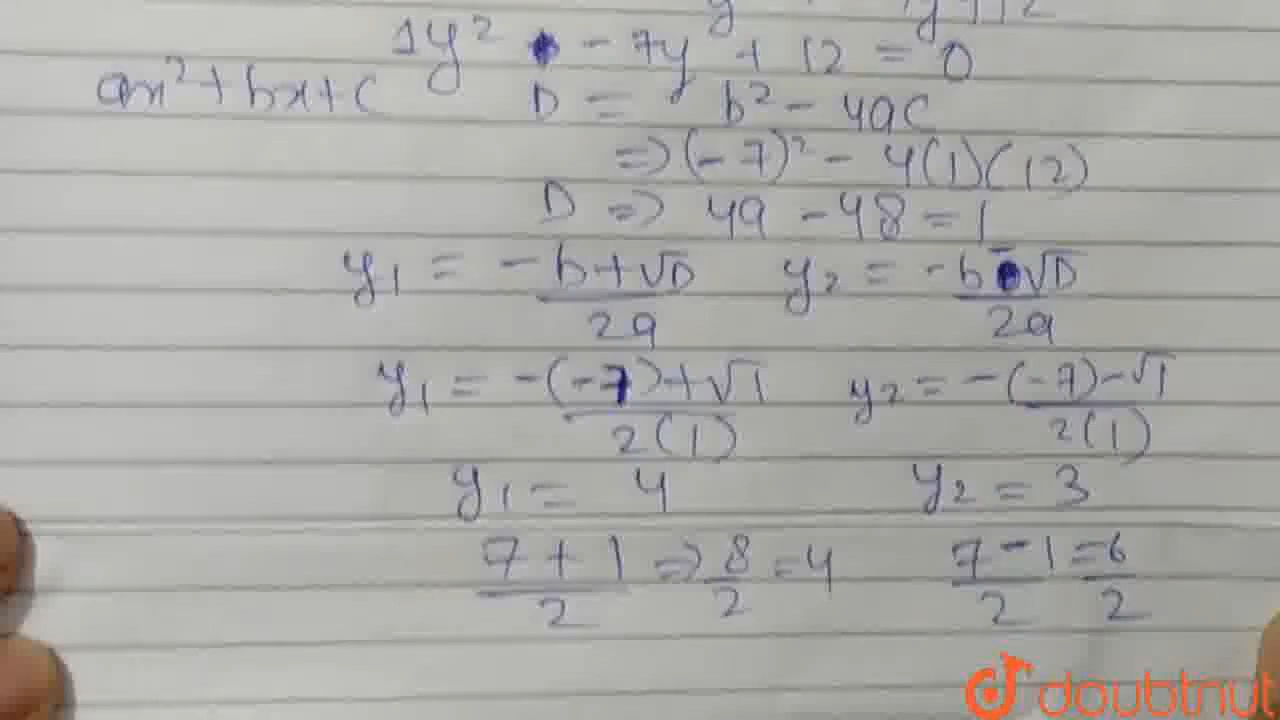 1y² - 7y + 12 = 0
ax² + bx + c
D = b² - 4ac
=> (-7)² - 4(1)(12)
D => 49 - 48 = 1
y₁ = -b+√D / 2a    y₂ = -b-√D / 2a
y₁ = -(-7)+√1 / 2(1)    y₂ = -(-7)-√1 / 2(1)
y₁ = 4    y₂ = 3
7 + 1 / 2 => 8 / 2 = 4    7 - 1 / 2 = 6 / 2
doubtnut